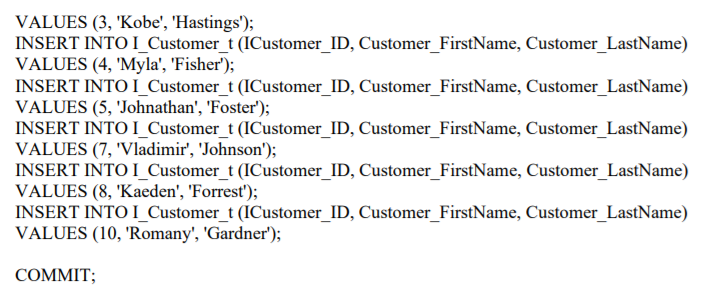 VALUES (3, 'Kobe', 'Hastings');
INSERT INTO I_Customer_t (ICustomer_ID, Customer_FirstName, Customer_LastName)
VALUES (4, 'Myla', 'Fisher');
INSERT INTO I_Customer_t (ICustomer_ID, Customer_FirstName, Customer_LastName)
VALUES (5, 'Johnathan', 'Foster');
INSERT INTO I_Customer_t (ICustomer_ID, Customer_FirstName, Customer_LastName)
VALUES (7, 'Vladimir', 'Johnson');
INSERT INTO I_Customer_t (ICustomer_ID, Customer_FirstName, Customer_LastName)
VALUES (8, 'Kaeden', 'Forrest');
INSERT INTO I_Customer_t (ICustomer_ID, Customer_FirstName, Customer_LastName)
VALUES (10, 'Romany', 'Gardner');
COMMIT;